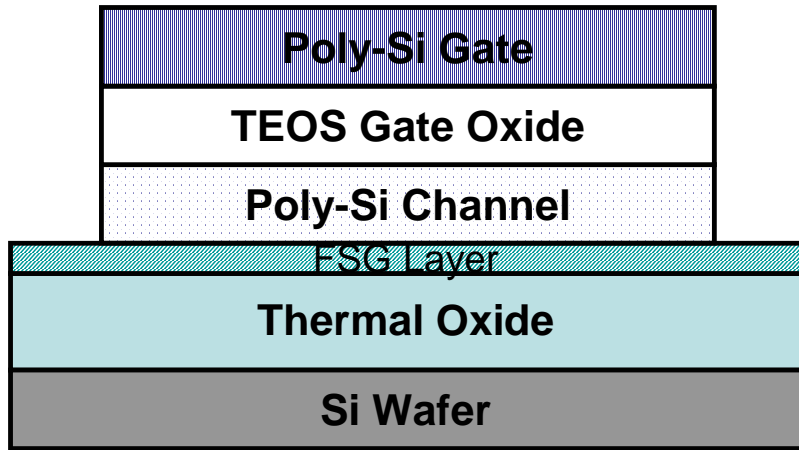 Poly-Si Gate
TEOS Gate Oxide
Poly-Si Channel
FSG Layer
Thermal Oxide
Si Wafer